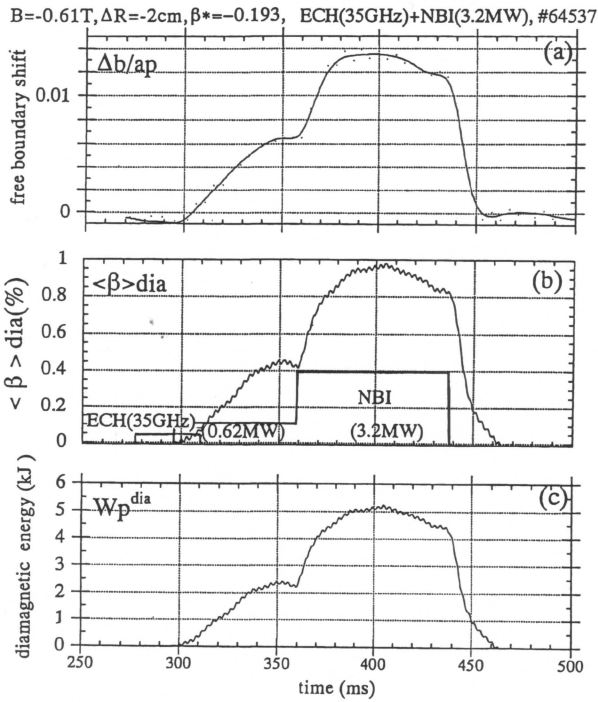 B=-0.61T, ΔR=-2cm, β*=-0.193, ECH(35GHz)+NBI(3.2MW), #64537
free boundary shift
0.01
0
Δb/ap
(a)
< β > dia(%)
1
0.8
0.6
0.4
0.2
0
<β>dia
(b)
NBI
ECH(35GHz)
(0.62MW)
(3.2MW)
diamagnetic energy (kJ)
6
5
4
3
2
1
0
Wp^dia
(c)
250 300 350 400 450 500
time (ms)